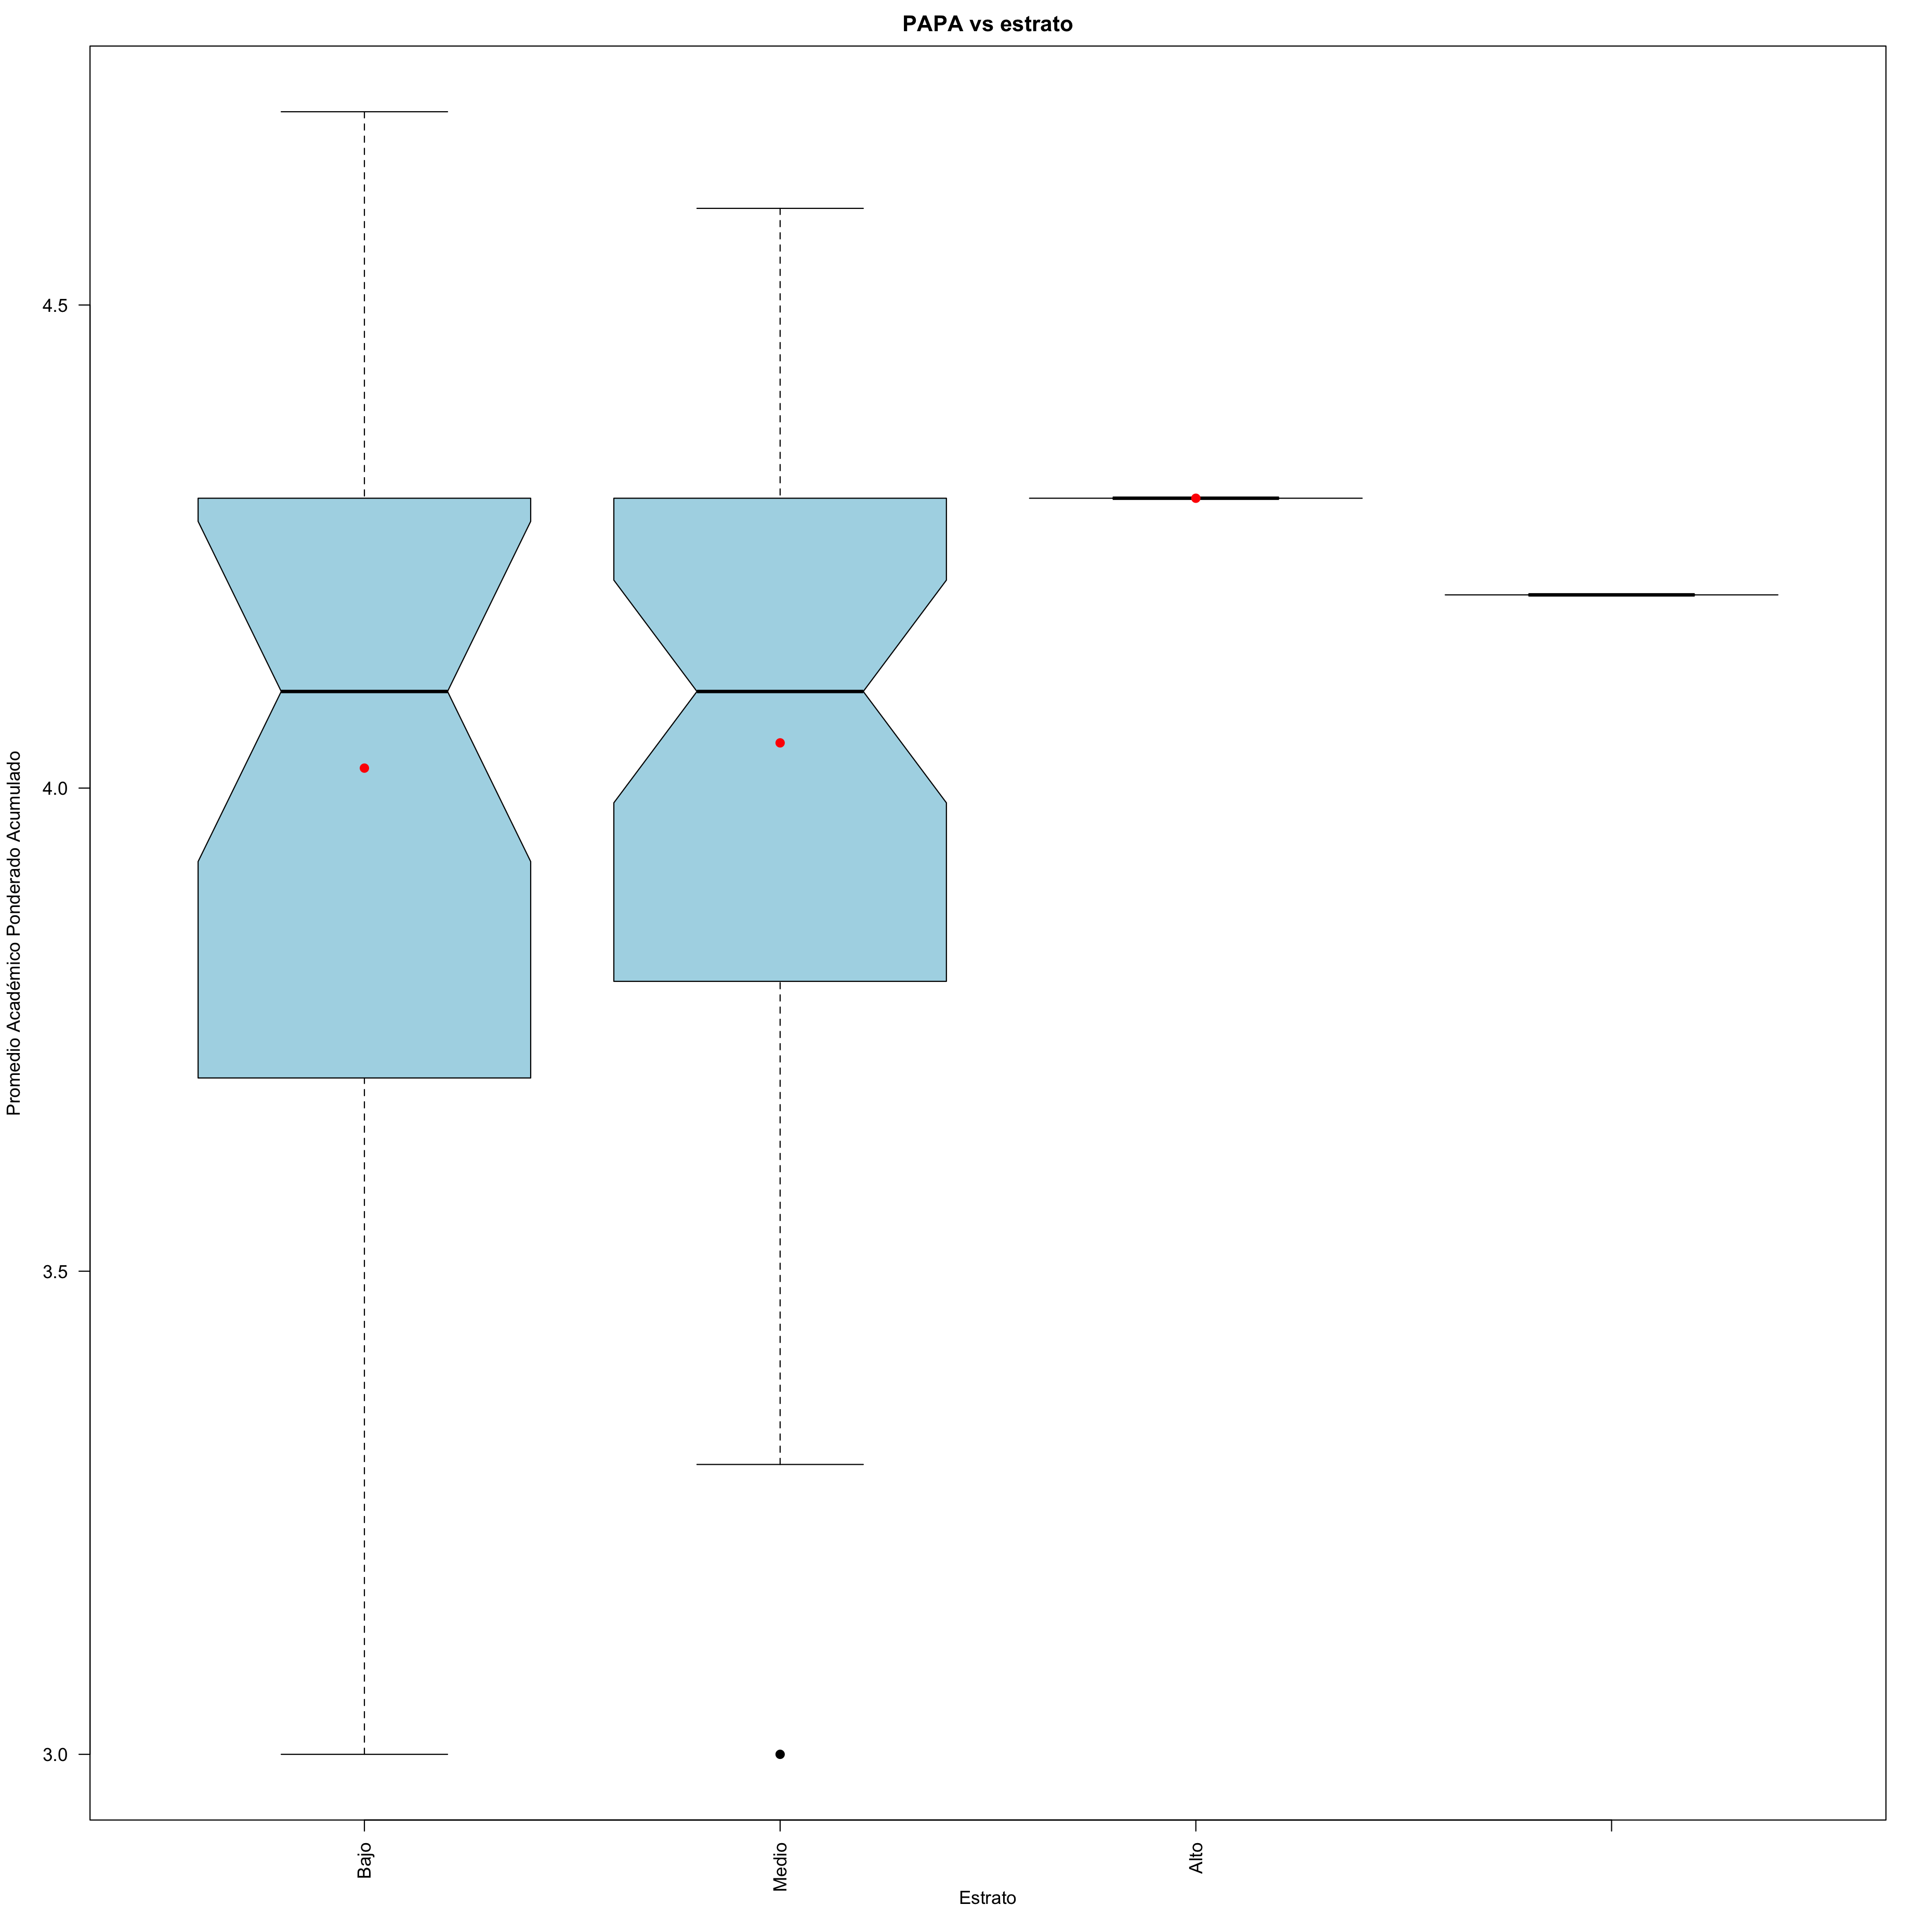 PAPA vs estrato
Promedio Académico Ponderado Acumulado
4.5
4.0
3.5
3.0
Bajo
Medio
Alto
Estrato